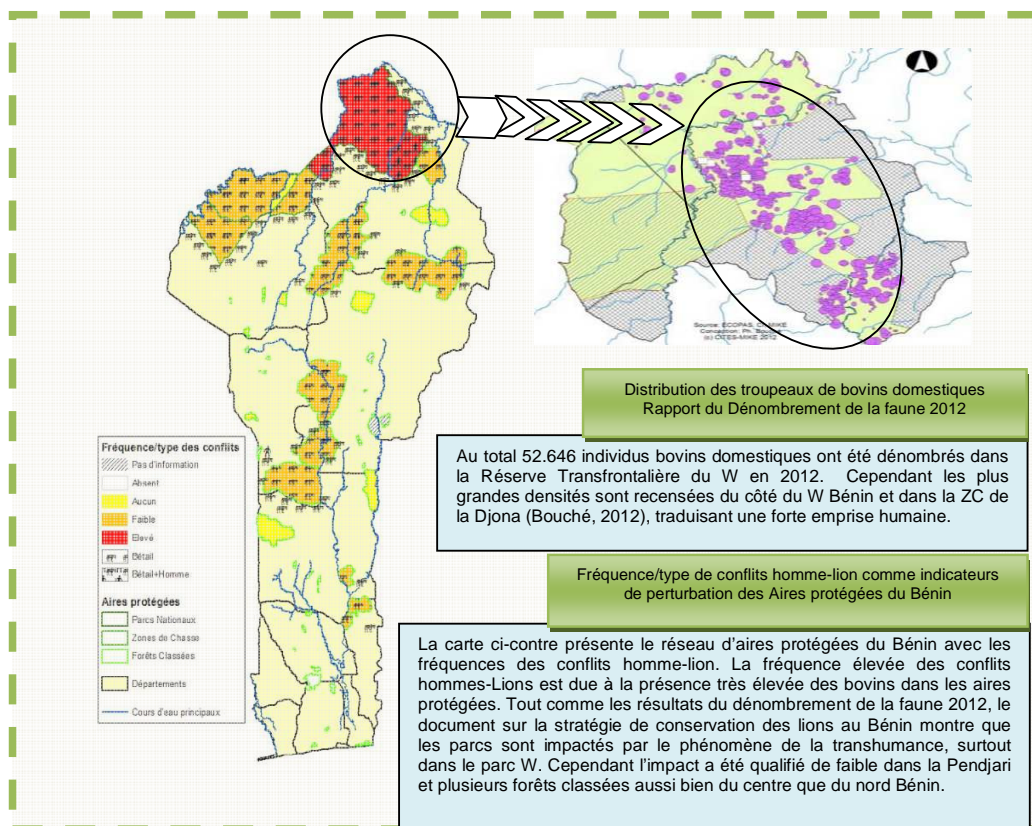 Source: ECOPAS, CITES-MIKE
Conception: Ph. Bouché
(c) CITES-MIKE 2012
Distribution des troupeaux de bovins domestiques
Rapport du Dénombrement de la faune 2012
Au total 52.646 individus bovins domestiques ont été dénombrés dans
la Réserve Transfrontalière du W en 2012. Cependant les plus
grandes densités sont recensées du côté du W Bénin et dans la ZC de
la Djona (Bouché, 2012), traduisant une forte emprise humaine.
Fréquence/type des conflits
Pas d'information
Absent
Aucun
Faible
Elevé
Bétail
Bétail+Homme
Aires protégées
Parcs Nationaux
Zones de Chasse
Forêts Classées
Départements
Cours d'eau principaux
Fréquence/type de conflits homme-lion comme indicateurs
de perturbation des Aires protégées du Bénin
La carte ci-contre présente le réseau d'aires protégées du Bénin avec les
fréquences des conflits homme-lion. La fréquence élevée des conflits
hommes-Lions est due à la présence très élevée des bovins dans les aires
protégées. Tout comme les résultats du dénombrement de la faune 2012, le
document sur la stratégie de conservation des lions au Bénin montre que
les parcs sont impactés par le phénomène de la transhumance, surtout
dans le parc W. Cependant l'impact a été qualifié de faible dans la Pendjari
et plusieurs forêts classées aussi bien du centre que du nord Bénin.